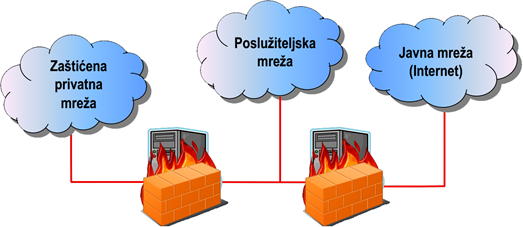 Zaštićena
privatna
mreža
Poslužiteljska
mreža
Javna mreža
(Internet)